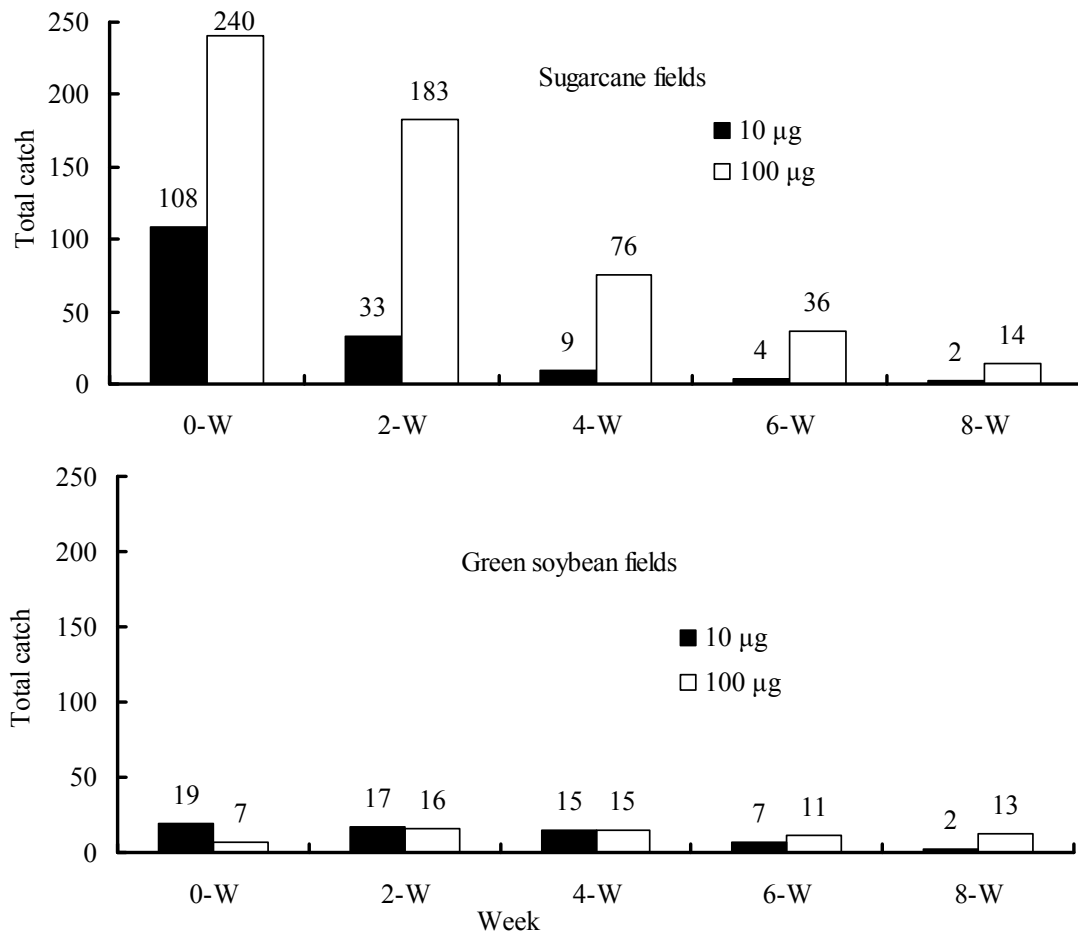 250
240
200
183
Sugarcane fields
10 µg
100 µg
150
108
100
76
50
33
9
36
4
2
14
0
Total catch
0-W 2-W 4-W 6-W 8-W
250
200
Green soybean fields
150
10 µg
100 µg
100
50
19 7 17 16 15 15 7 11 2 13
0
Total catch
0-W 2-W 4-W 6-W 8-W
Week